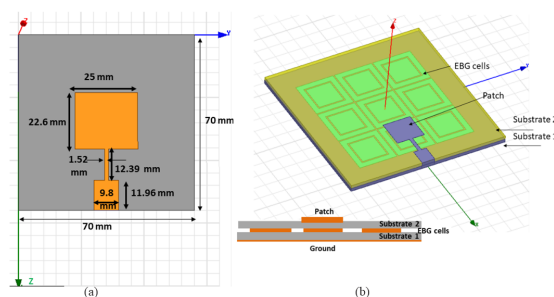 Z
Y
25 mm
22.6 mm
70 mm
1.52
mm
12.39 mm
9.8
mm
11.96 mm
70 mm
Z
(a)
Z
Y
EBG cells
Patch
Substrate 2
Substrate 1
X
Patch
Substrate 2
EBG cells
Substrate 1
Ground
(b)